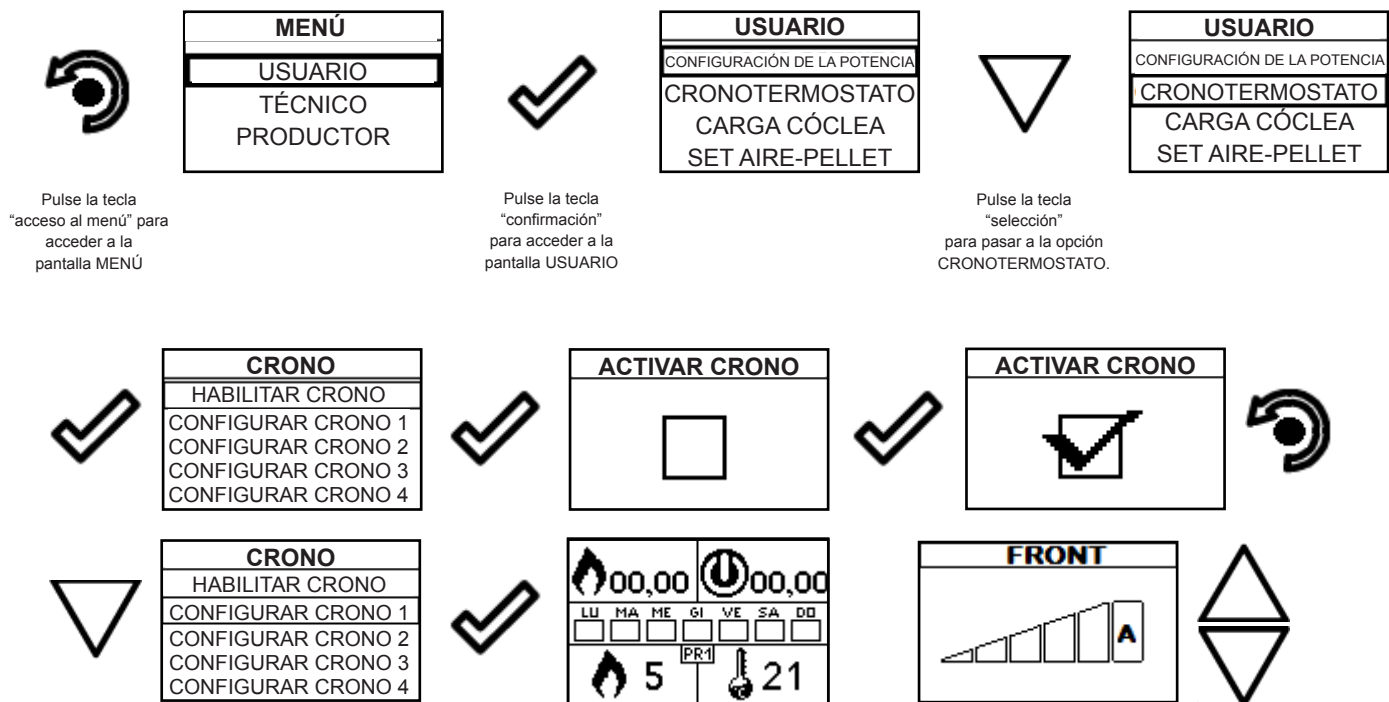 MENÚ
USUARIO
TÉCNICO
PRODUCTOR
USUARIO
CONFIGURACIÓN DE LA POTENCIA
CRONOTERMOSTATO
CARGA CÓCLEA
SET AIRE-PELLET
USUARIO
CONFIGURACIÓN DE LA POTENCIA
CRONOTERMOSTATO
CARGA CÓCLEA
SET AIRE-PELLET
Pulse la tecla
“acceso al menú” para
acceder a la
pantalla MENÚ
Pulse la tecla
“confirmación”
para acceder a la
pantalla USUARIO
Pulse la tecla
“selección”
para pasar a la opción
CRONOTERMOSTATO.
CRONO
HABILITAR CRONO
CONFIGURAR CRONO 1
CONFIGURAR CRONO 2
CONFIGURAR CRONO 3
CONFIGURAR CRONO 4
ACTIVAR CRONO
ACTIVAR CRONO
CRONO
HABILITAR CRONO
CONFIGURAR CRONO 1
CONFIGURAR CRONO 2
CONFIGURAR CRONO 3
CONFIGURAR CRONO 4
00,00 00,00
LU MA ME GI VE SA DO
PR1
5 21
FRONT
A